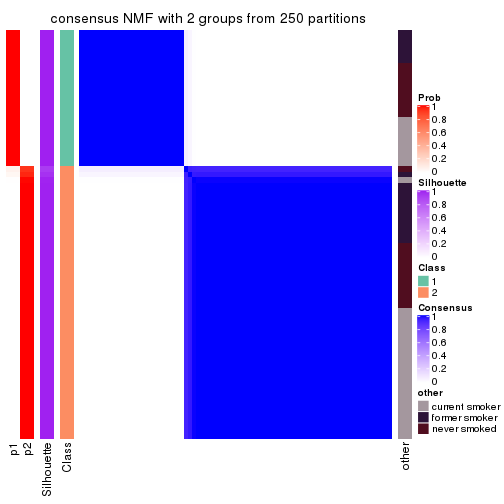 consensus NMF with 2 groups from 250 partitions
Prob
1
0.8
0.6
0.4
0.2
0
Silhouette
1
0.8
0.6
0.4
0.2
0
Class
1
2
Consensus
1
0.8
0.6
0.4
0.2
0
other
current smoker
former smoker
never smoked
p1
p2
Silhouette
Class
other